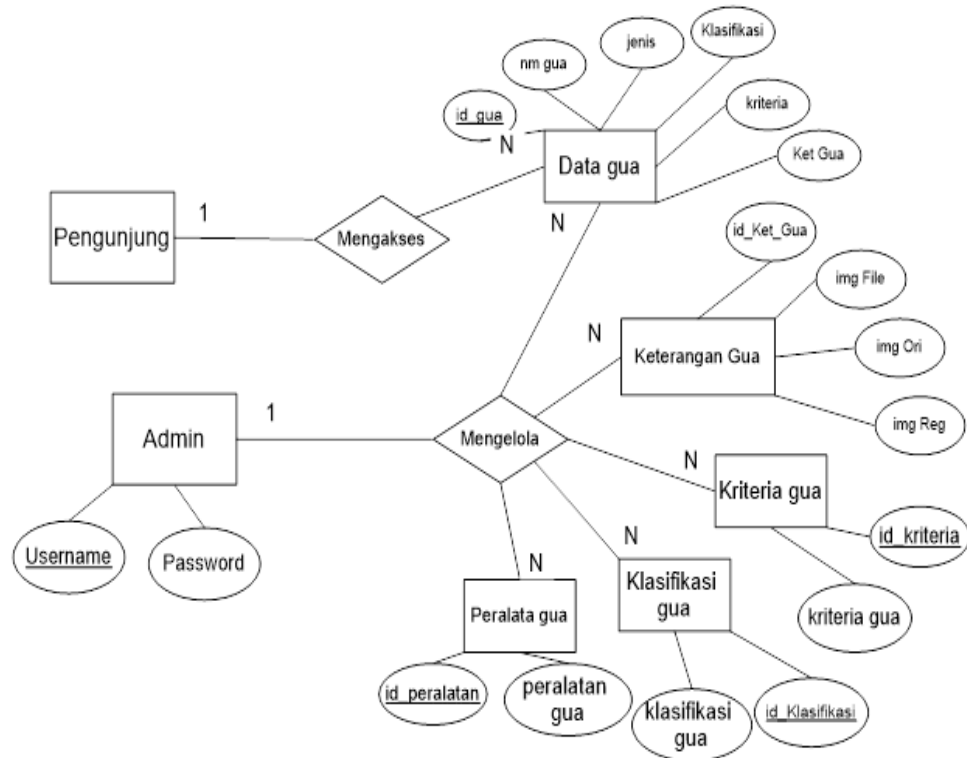 Klasifikasi
jenis
nm gua
kriteria
id_gua
N
Data gua
Ket Gua
1
Pengunjung
Mengakses
N
id_Ket_Gua
img File
N
Keterangan Gua
img Ori
1
Admin
Mengelola
img Reg
N
Kriteria gua
id_kriteria
Username
Password
N
N
Klasifikasi
gua
kriteria gua
Peralata gua
id_peralatan
peralatan
gua
klasifikasi
gua
id_Klasifikasi